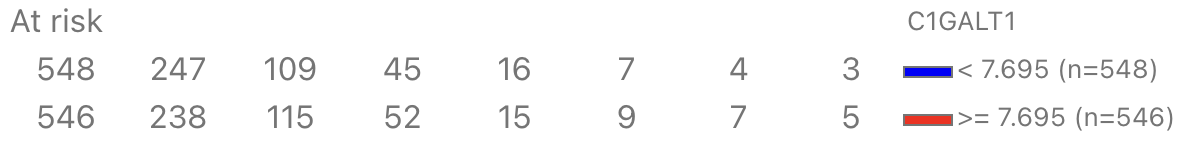 At risk C1GALT1
548 247 109 45 16 7 4 3 < 7.695 (n=548)
546 238 115 52 15 9 7 5 >= 7.695 (n=546)